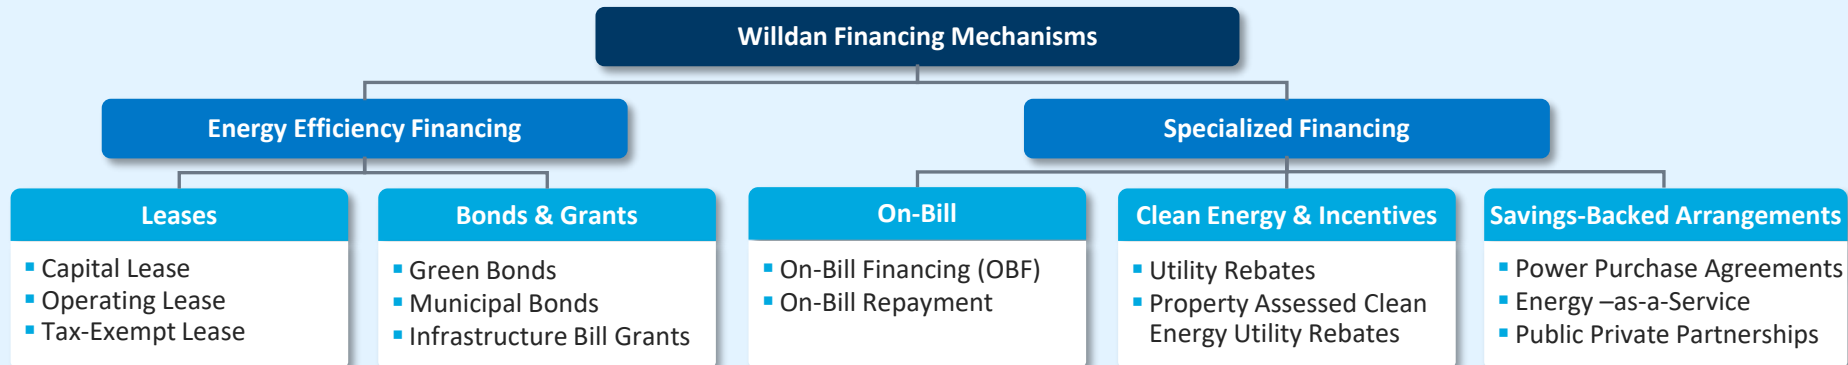 Willdan Financing Mechanisms
Energy Efficiency Financing
Specialized Financing
Leases
▪ Capital Lease
▪ Operating Lease
▪ Tax-Exempt Lease
Bonds & Grants
▪ Green Bonds
▪ Municipal Bonds
▪ Infrastructure Bill Grants
On-Bill
▪ On-Bill Financing (OBF)
▪ On-Bill Repayment
Clean Energy & Incentives
▪ Utility Rebates
▪ Property Assessed Clean
Energy Utility Rebates
Savings-Backed Arrangements
▪ Power Purchase Agreements
▪ Energy –as-a-Service
▪ Public Private Partnerships